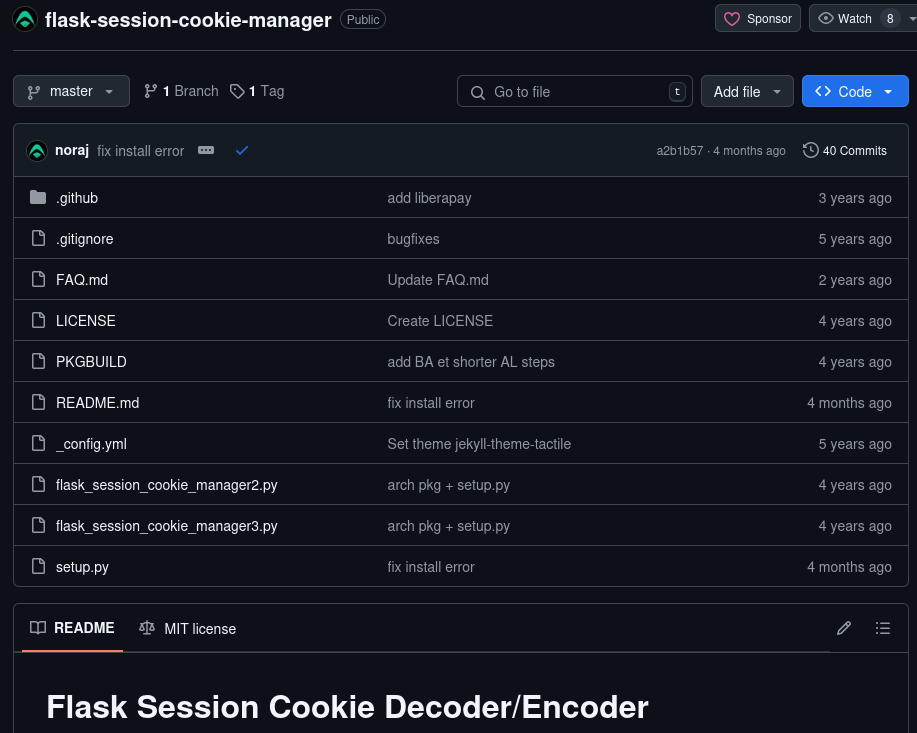 flask-session-cookie-manager Public Sponsor Watch 8
master 1 Branch 1 Tag Go to file t Add file Code
noraj fix install error a2b1b57 · 4 months ago 40 Commits
.github add liberapay 3 years ago
.gitignore bugfixes 5 years ago
FAQ.md Update FAQ.md 2 years ago
LICENSE Create LICENSE 4 years ago
PKGBUILD add BA et shorter AL steps 4 years ago
README.md fix install error 4 months ago
_config.yml Set theme jekyll-theme-tactile 5 years ago
flask_session_cookie_manager2.py arch pkg + setup.py 4 years ago
flask_session_cookie_manager3.py arch pkg + setup.py 4 years ago
setup.py fix install error 4 months ago
README MIT license
Flask Session Cookie Decoder/Encoder